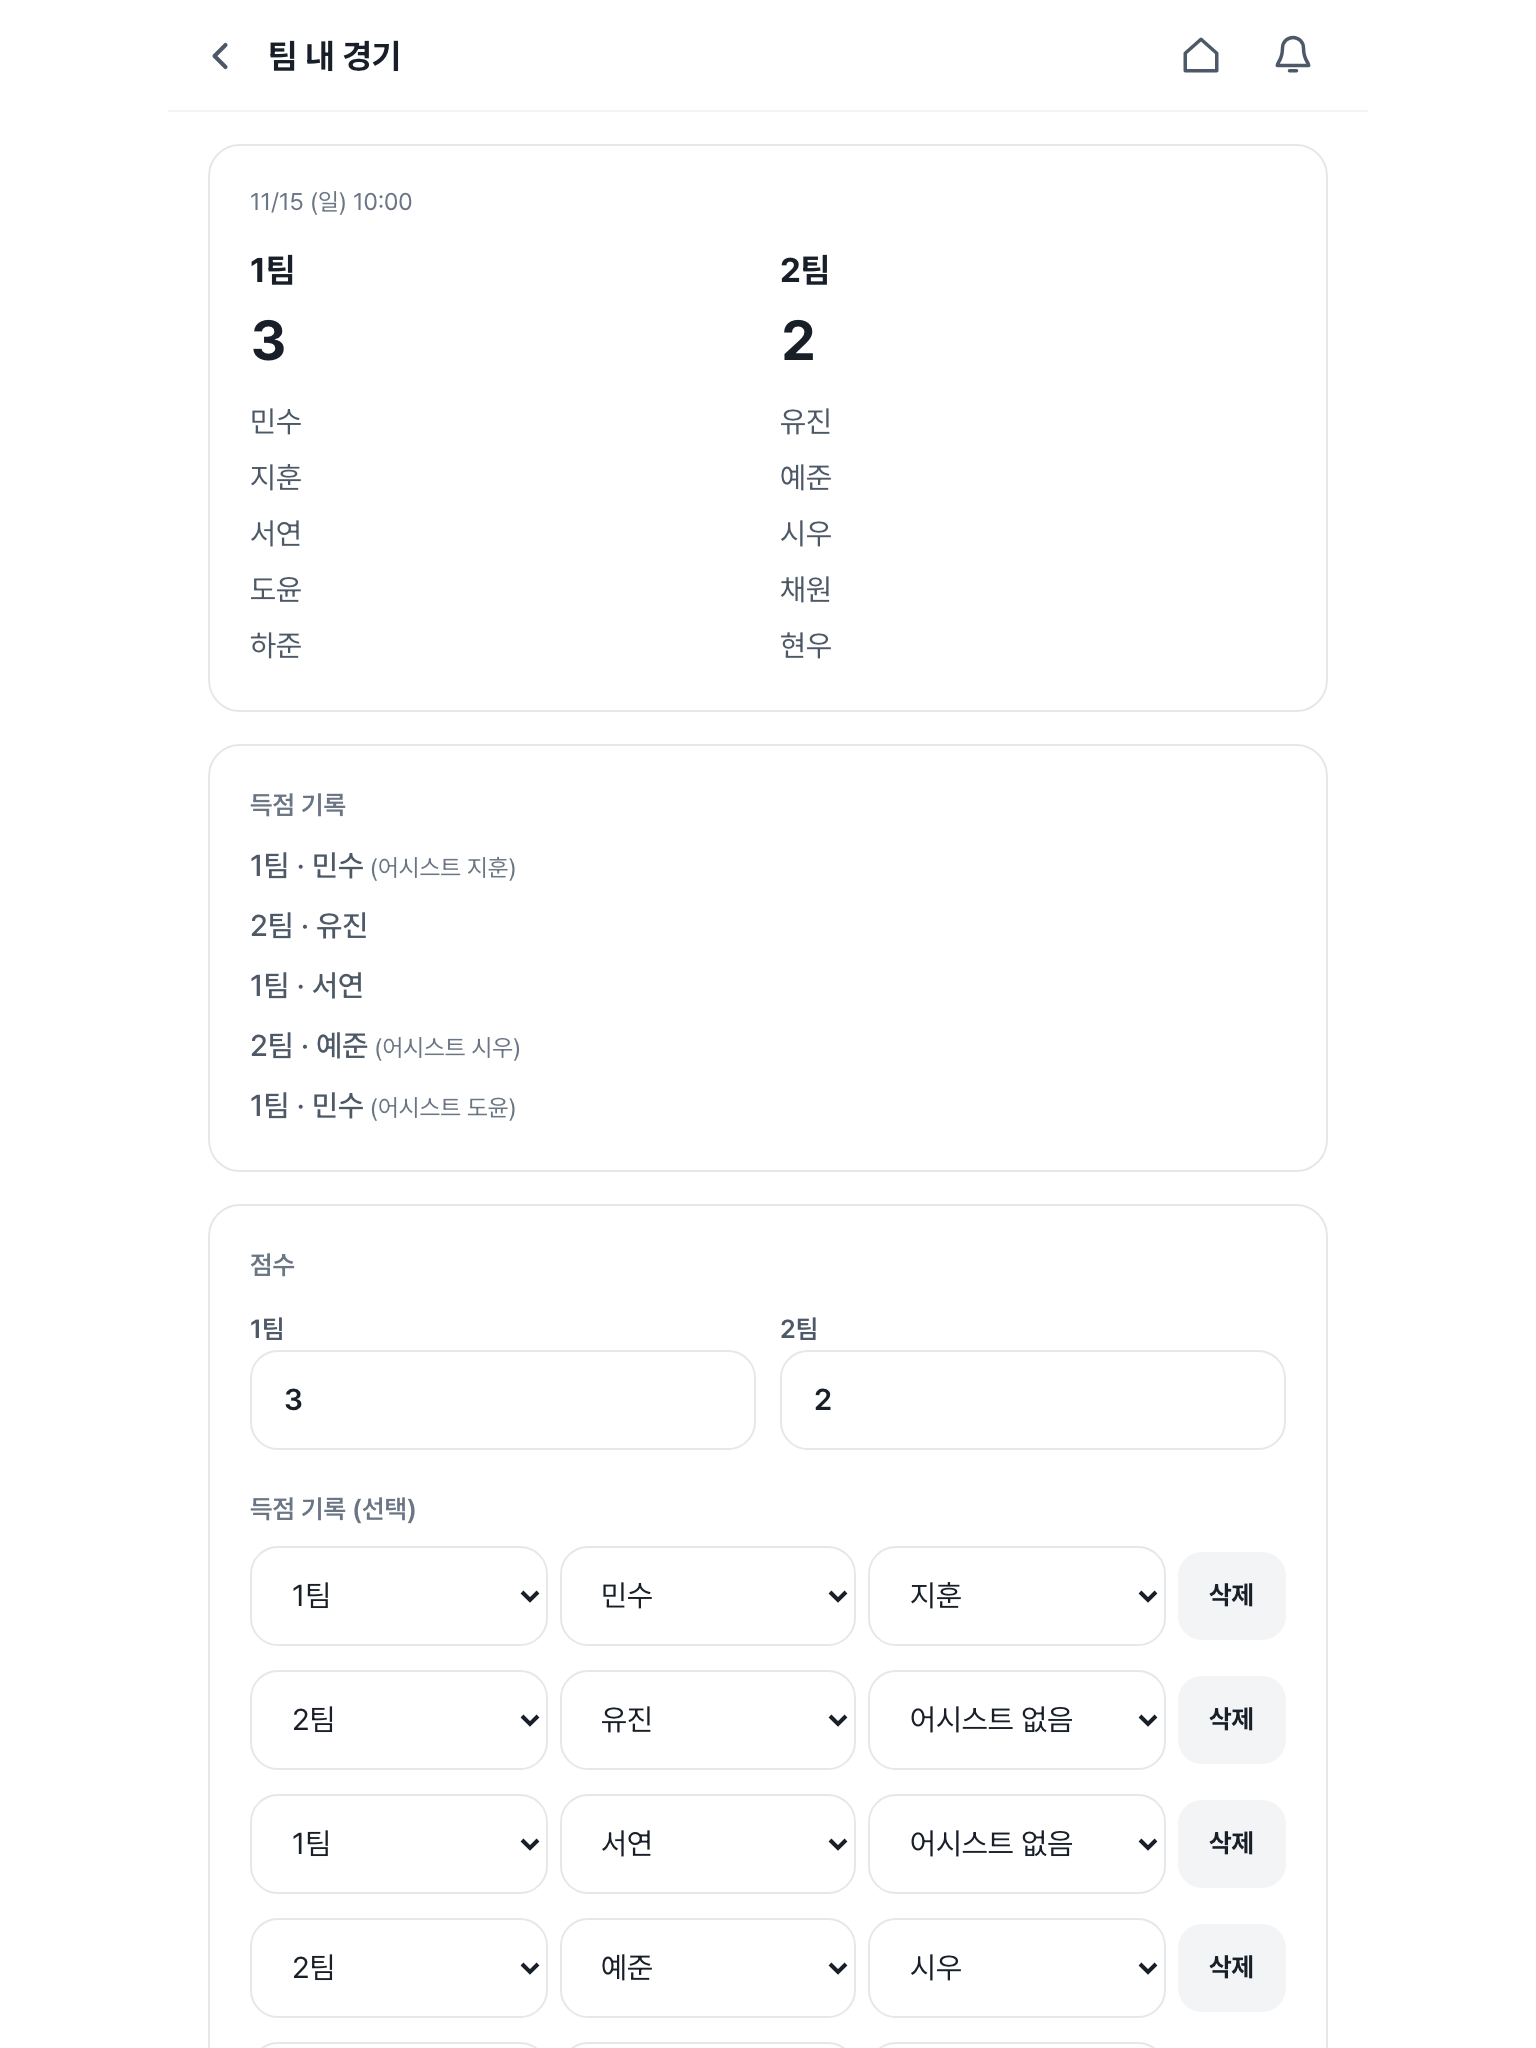 팀 내 경기
11/15 (일) 10:00
1팀 2팀
3 2
민수 유진
지훈 예준
서연 시우
도윤 채원
하준 현우
득점 기록
1팀 · 민수 (어시스트 지훈)
2팀 · 유진
1팀 · 서연
2팀 · 예준 (어시스트 시우)
1팀 · 민수 (어시스트 도윤)
점수
1팀 2팀
3 2
득점 기록 (선택)
1팀 민수 지훈 삭제
2팀 유진 어시스트 없음 삭제
1팀 서연 어시스트 없음 삭제
2팀 예준 시우 삭제